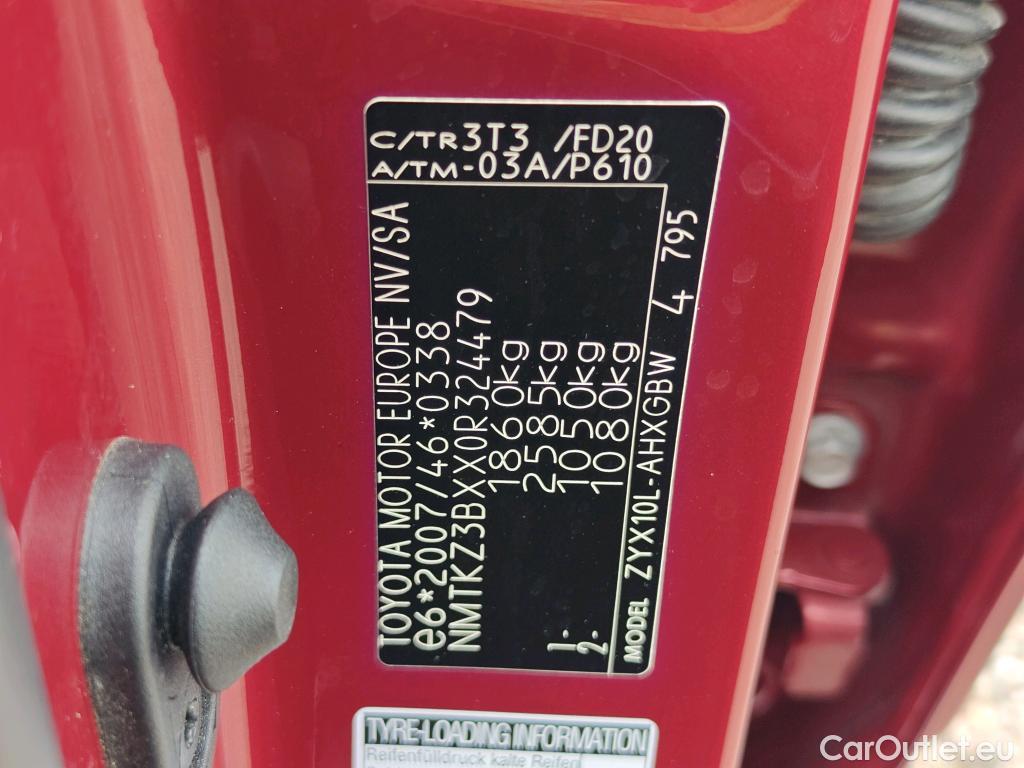 C/TR3T3 /FD20
A/TM-03A/P610
TOYOTA MOTOR EUROPE NV/SA
e6*2007/46*0338
NMTKZ3BXX0R324479
1860kg
2585kg
1- 1050kg
2- 1080kg
MODEL ZYX10L-AHXGBW 4 795
TYRE-LOADING INFORMATION
Reifenfülldruck kalte Reifen
CarOutlet.eu